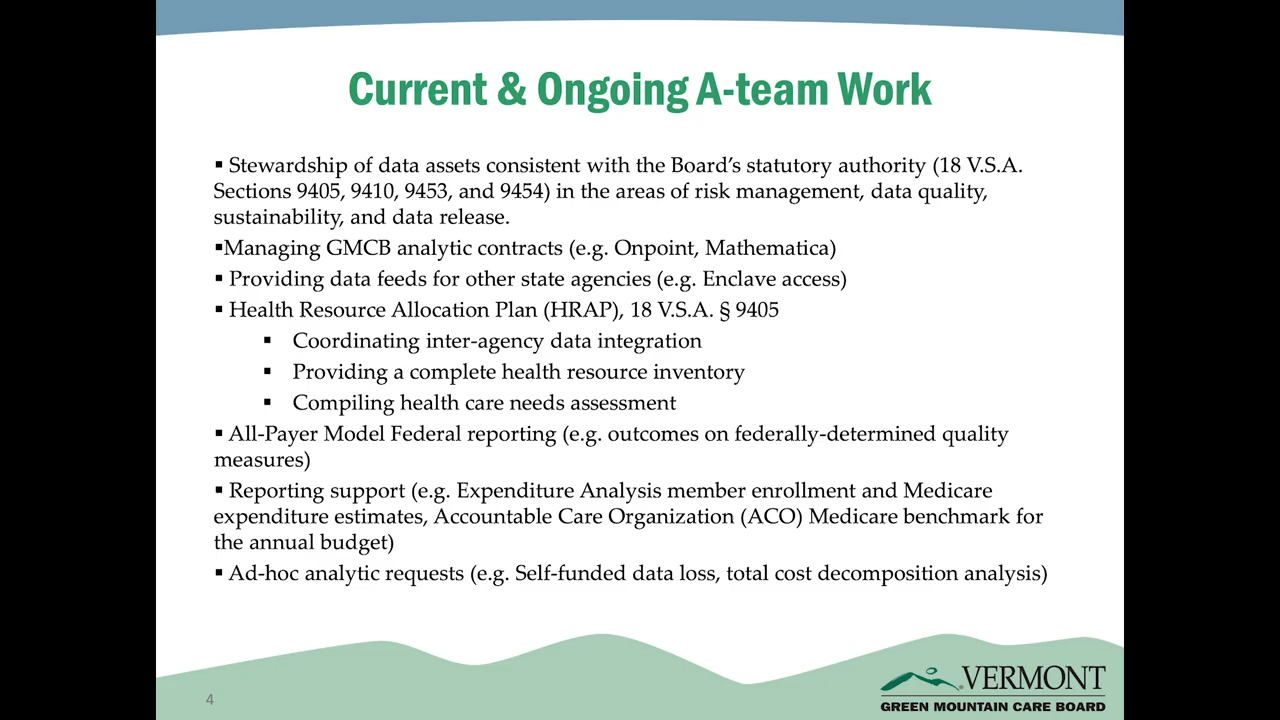 Current & Ongoing A-team Work
▪ Stewardship of data assets consistent with the Board’s statutory authority (18 V.S.A.
Sections 9405, 9410, 9453, and 9454) in the areas of risk management, data quality,
sustainability, and data release.
▪Managing GMCB analytic contracts (e.g. Onpoint, Mathematica)
▪ Providing data feeds for other state agencies (e.g. Enclave access)
▪ Health Resource Allocation Plan (HRAP), 18 V.S.A. § 9405
▪ Coordinating inter-agency data integration
▪ Providing a complete health resource inventory
▪ Compiling health care needs assessment
▪ All-Payer Model Federal reporting (e.g. outcomes on federally-determined quality
measures)
▪ Reporting support (e.g. Expenditure Analysis member enrollment and Medicare
expenditure estimates, Accountable Care Organization (ACO) Medicare benchmark for
the annual budget)
▪ Ad-hoc analytic requests (e.g. Self-funded data loss, total cost decomposition analysis)
4
VERMONT
GREEN MOUNTAIN CARE BOARD